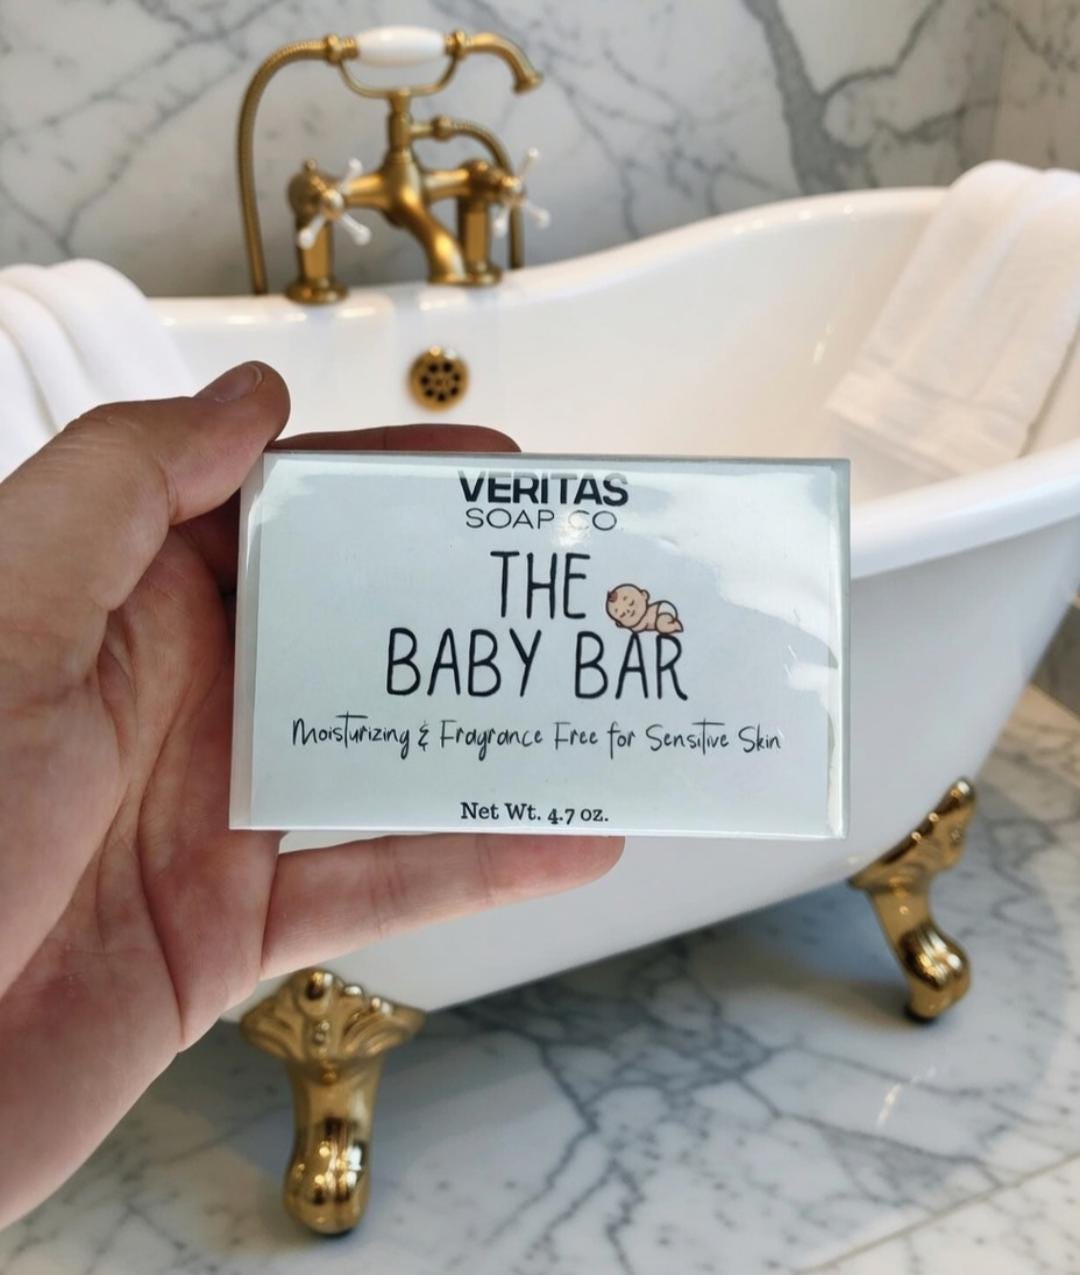 VERITAS
SOAP CO.
THE
BABY BAR
Moisturizing & Fragrance Free for Sensitive Skin
Net Wt. 4.7 oz.